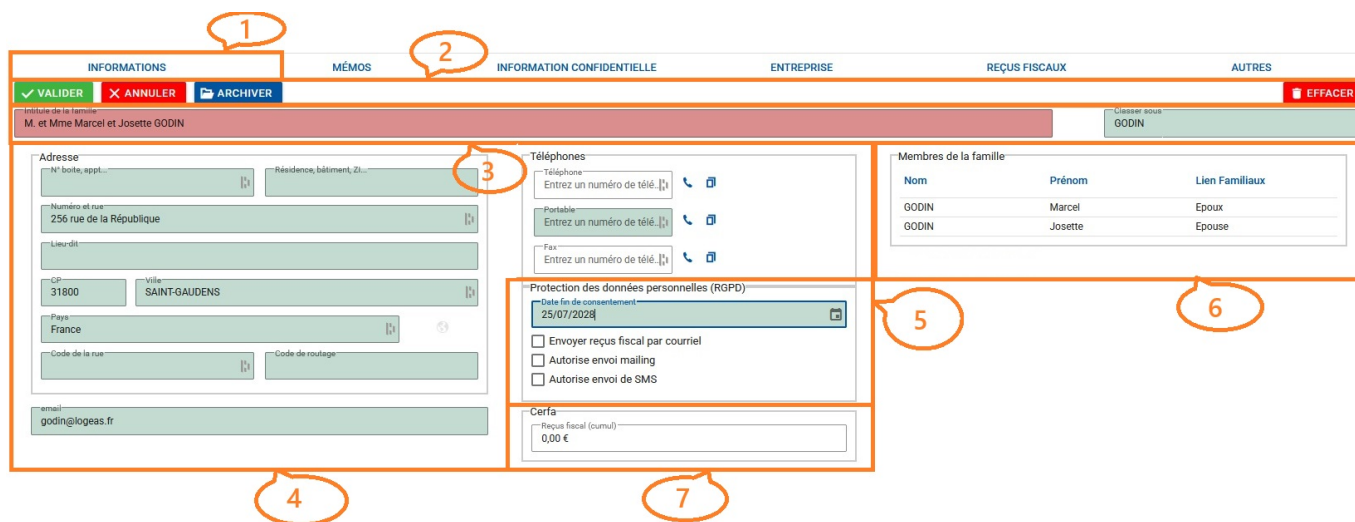 1
2
INFORMATIONS MÉMOS INFORMATION CONFIDENTIELLE ENTREPRISE REÇUS FISCAUX AUTRES
VALIDER ANNULER ARCHIVER EFFACER
Intitulé de la famille Classer sous
M. et Mme Marcel et Josette GODIN GODIN
3
Adresse
N° boite, appt... Résidence, bâtiment, ZI...
Numéro et rue
256 rue de la République
Lieu-dit
CP Ville
31800 SAINT-GAUDENS
Pays
France
Code de la rue Code de routage
email
godin@logeas.fr
4
Téléphones
Téléphone
Entrez un numéro de télé...
Portable
Entrez un numéro de télé...
Fax
Entrez un numéro de télé...
Protection des données personnelles (RGPD)
Date fin de consentement
25/07/2028
Envoyer reçus fiscal par courriel
Autorise envoi mailing
Autorise envoi de SMS
5
Cerfa
Reçus fiscal (cumul)
0,00 €
7
Membres de la famille
Nom Prénom Lien Familiaux
GODIN Marcel Epoux
GODIN Josette Epouse
6